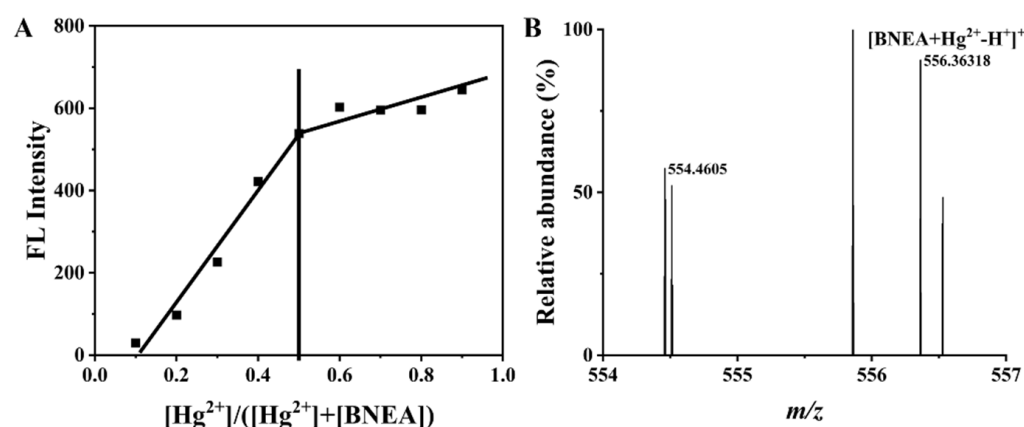 A
800
600
400
200
0
FL Intensity
0.0 0.2 0.4 0.6 0.8 1.0
[Hg²⁺]/([Hg²⁺]+[BNEA])
B
100
50
0
Relative abundance (%)
[BNEA+Hg²⁺-H⁺]⁺
556.36318
554.4605
554 555 556 557
m/z